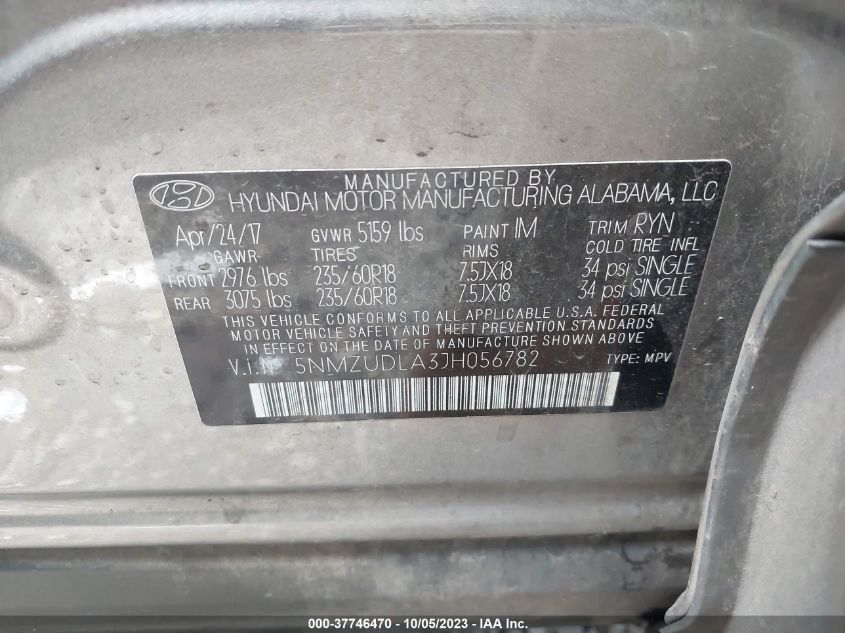 MANUFACTURED BY
HYUNDAI MOTOR MANUFACTURING ALABAMA, LLC
Apr/24/17 GVWR 5159 lbs PAINT IM TRIM RYN
GAWR TIRES RIMS COLD TIRE INFL
FRONT 2976 lbs 235/60R18 7.5JX18 34 psi SINGLE
REAR 3075 lbs 235/60R18 7.5JX18 34 psi SINGLE
THIS VEHICLE CONFORMS TO ALL APPLICABLE U.S.A. FEDERAL
MOTOR VEHICLE SAFETY AND THEFT PREVENTION STANDARDS
IN EFFECT ON THE DATE OF MANUFACTURE SHOWN ABOVE
V.i.N 5NMZUDLA3JH056782 TYPE: MPV
000-37746470 - 10/05/2023 - IAA Inc.